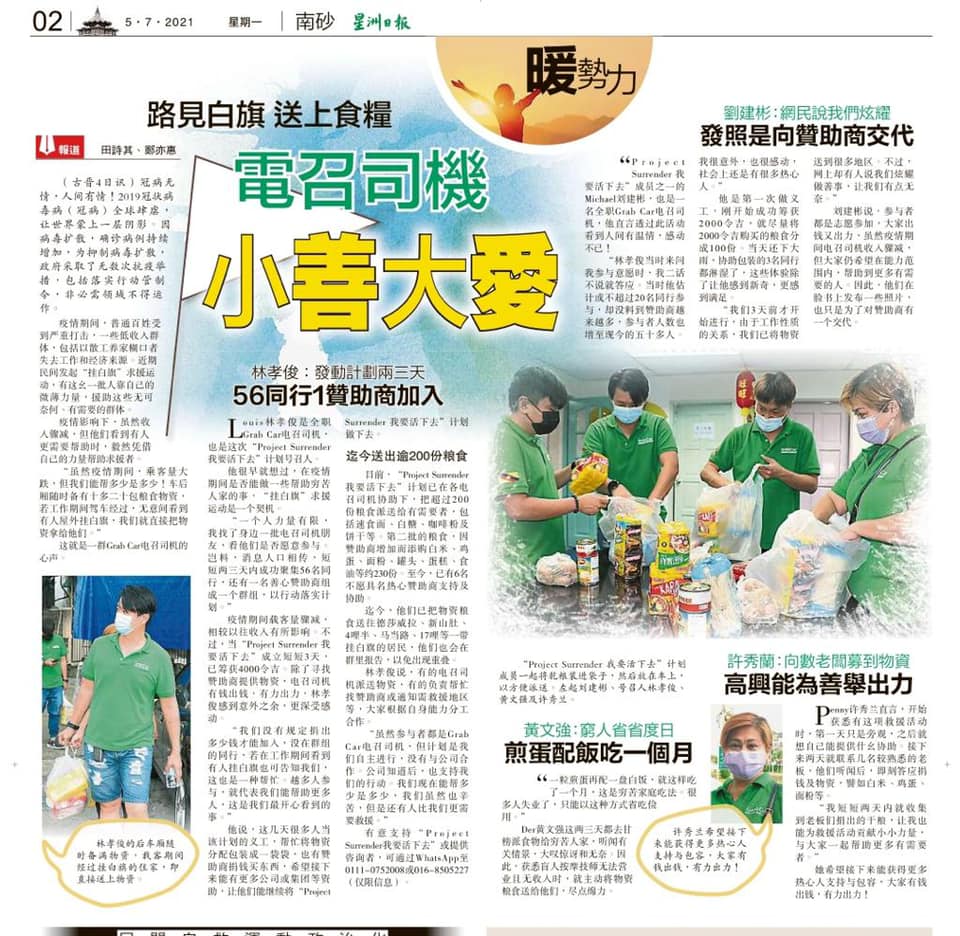 02
5·7·2021
星期一
南砂
星洲日报
暖勢力
路見白旗 送上食糧
電召司機
小善大愛
報道
田詩其、鄭亦惠
（古晋4日讯）冠病无
情，人间有情！2019冠状病
毒病（冠病）全球肆虐，
让世界蒙上一层阴影。因
病毒扩散，确诊病例持续
增加，为抑制病毒扩散，
政府采取了无数次抗疫举
措，包括落实行动管制
令，非必需领域不得运
作。
疫情期间，普通百姓受
到严重打击，一些低收入群
体，包括以散工养家糊口者
失去工作和经济来源。近期
民间发起“挂白旗”求援运
动，有这么一批人靠自己的
微薄力量，援助这些无可
奈何、有需要的群体。
疫情影响下，虽然收
入骤减，但他们看到有人
更需要帮助时，毅然凭借
自己的力量帮助求援者。
“虽然疫情期间，乘客量大
跌，但我们能帮多少是多少！车后
厢随时备有十多二十包粮食物资，
若工作期间驾车经过，无意间看到
有人屋外挂白旗，我们就直接把物
资拿给他们。”
这就是一群Grab Car电召司机的
心声。
林孝俊的后车厢随
时备满物资，载客期间
经过挂白旗的住家，即
直接送上物资。
林孝俊：發動計劃兩三天
56同行1贊助商加入
Louis林孝俊是全职
Grab Car电召司机，
也是这次“Project Surrender
我要活下去”计划号召人。
他很早就想过，在疫情
期间是否能做一些帮助穷苦
人家的事，“挂白旗”求援
运动是一个契机。
“一个人力量有限，
我找了身边一批电召司机朋
友，看他们是否愿意参与。
岂料，消息人口相传，短
短两三天内成功聚集56名同
行，还有一名善心赞助商组
成一个群组，以行动落实计
划。”
疫情期间载客量骤减，
相较以往收入有所影响。不
过，当“Project Surrender 我
要活下去”成立短短3天，
已筹获4000令吉。除了寻找
赞助商提供物资，电召司机
有钱出钱，有力出力，林孝
俊感到意外之余，更深受感
动。
“我们没有规定捐出
多少钱才能加入，没在群组
的同行，若在工作期间看到
有人挂白旗也可告知我们，
这也是一种帮忙。越多人参
与，就代表我们能帮助更多
人，这是我们最开心看到的
事。”
他说，这几天很多人当
该计划的义工，帮忙将物资
分配包装成一袋袋，也有赞
助商捐钱买东西，希望接下
来能有更多公司或集团等资
助，让他们能继续将“Project
Surrender 我要活下去”计划
做下去。
迄今送出逾200份粮食
目前，“Project Surrender
我要活下去”计划已在各电
召司机协助下，把超过200
份粮食派送给有需要者，包
括速食面、白糖、咖啡粉及
饼干等。第二批的粮食，因
赞助商增加而添购白米、鸡
蛋、面粉、罐头、蛋糕、食
油等约230份。至今，已有6名
不愿具名热心赞助商支持及
协助。
迄今，他们已把物资粮
食送往德莎威拉、新山肚、
4哩半、马当路、17哩等一带
挂白旗的居民，他们也会在
群里报告，以免出现重叠。
林孝俊说，有的电召司
机派送物资，有的负责帮忙
找赞助商或通知需援援地区
等，大家根据自身能力分工
合作。
“虽然参与者都是Grab
Car电召司机，但计划是我
们自主进行，没有与公司合
作。公司知道后，也支持我
们的行动。我们现在能帮多
少是多少，我们虽然也辛
苦，但是还有人比我们更需
要救援。”
有意支持“Project
Surrender我要活下去”或提供
咨询者，可通过WhatsApp至
0111-0752008或016-8505227
（仅限信息）。
劉建彬：網民說我們炫耀
發照是向贊助商交代
“Project
Surrender 我
要活下去”成员之一的
Michael刘建彬，也是一
名全职Grab Car电召司
机，他直言通过此活动
看到人间有温情，感动
不已！
“林孝俊当时来问
我参与意愿时，我二话
不说就答应。当时他估
计或不超过20名同行参
与，却没料到赞助商越
来越多，参与者人数也
增至现今的五十多人。
我很意外，也很感动，
社会上还是有很多热心
人。”
他是第一次做义
工，刚开始成功筹获
2000令吉，就尽量将
2000令吉购买的粮食分
成100份。当天还下大
雨，协助包装的3名同行
都淋湿了，这些体验除
了让他感到新奇，更感
到满足。
“我们3天前才开
始进行，由于工作性质
的关系，我们已将物资
送到很多地区。不过，
网上却有人说我们炫耀
做善事，让我们有点无
奈。”
刘建彬说，参与者
都是志愿参加，大家出
钱又出力，虽然疫情期
间电召司机收入骤减，
但大家仍希望在能力范
围内，帮助到更多有需
要的人。因此，他们在
脸书上发布一些照片，
也只是为了对赞助商有
一个交代。
“Project Surrender 我要活下去”计划
成员一起将乾粮装进袋子，然后放在车上，
以方便派送。左起刘建彬、号召人林孝俊、
黄文强及许秀兰。
黃文強：窮人省省度日
煎蛋配飯吃一個月
“一粒煎蛋再配一盘白饭，就这样吃
了一个月，这是穷苦家庭吃法。很
多人失业了，只能以这种方式省吃俭
用。”
Der黄文强这两三天都去甘
榜派食物给穷苦人家，听闻有
关情景，大叹惊讶和无奈。因
此，获悉百人按摩技师无法营
业且无收入时，就主动将物资
粮食送给他们，尽点绵力。
許秀蘭：向數老闆募到物資
高興能為善舉出力
Penny许秀兰直言，开始
获悉有这项救援活动
时，第一天只是旁观，之后就
想自己能提供什么协助。接下
来两天就联系几名较熟悉的老
板，他们听闻后，即刻答应捐
钱及物资，譬如白米、鸡蛋、
面粉等。
“我短短两天内就收集
到老板们捐出的干粮，让我也
能为救援活动贡献小小力量，
与大家一起帮助更多有需要
者。”
她希望接下来能获得更多
热心人支持与包容，大家有钱
出钱，有力出力！
许秀兰希望接下
来能获得更多热心人
支持与包容，大家有
钱出钱，有力出力！